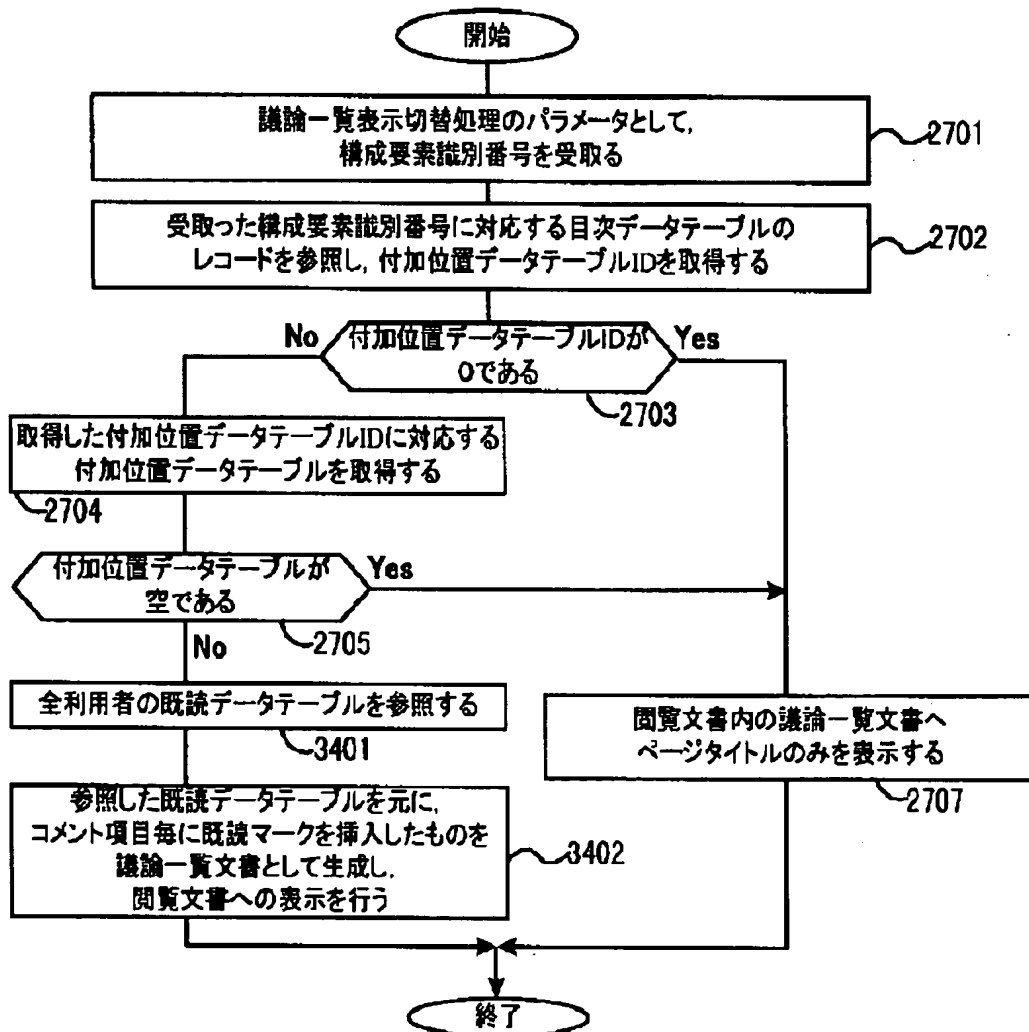 開始
議論一覧表示切替処理のパラメータとして,
構成要素識別番号を受取る
2701
受取った構成要素識別番号に対応する目次データテーブルの
レコードを参照し, 付加位置データテーブルIDを取得する
2702
No
付加位置データテーブルIDが
0である
Yes
2703
取得した付加位置データテーブルIDに対応する
付加位置データテーブルを取得する
2704
付加位置データテーブルが
空である
Yes
2705
No
全利用者の既読データテーブルを参照する
3401
閲覧文書内の議論一覧文書へ
ページタイトルのみを表示する
2707
参照した既読データテーブルを元に,
コメント項目毎に既読マークを挿入したものを
議論一覧文書として生成し,
閲覧文書への表示を行う
3402
終了